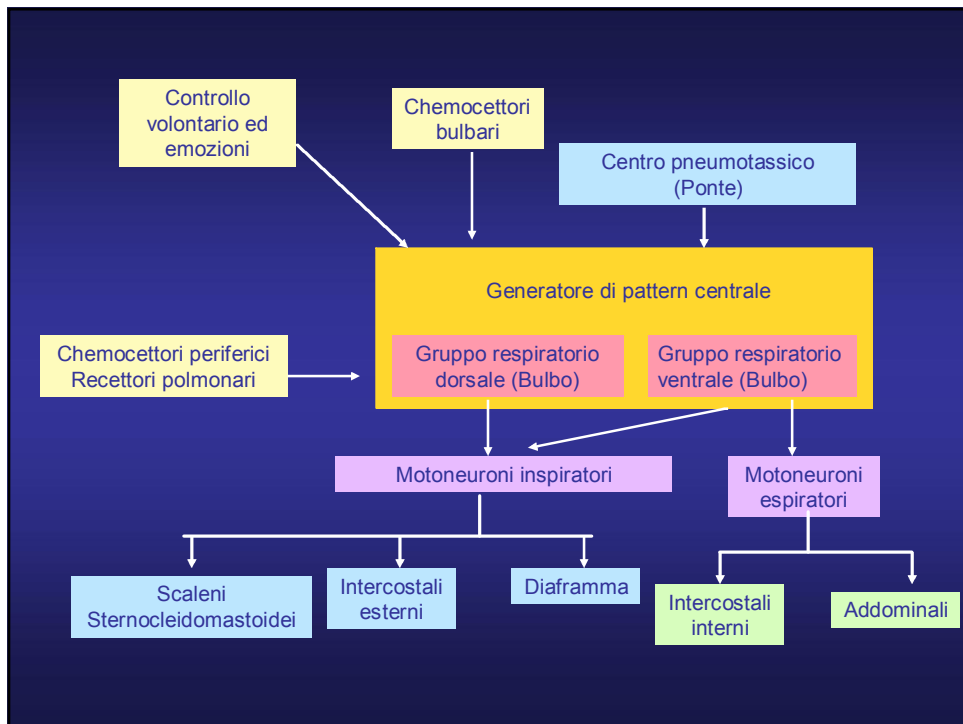 Controllo
volontario ed
emozioni
Chemocettori
bulbari
Centro pneumotassico
(Ponte)
Generatore di pattern centrale
Chemocettori periferici
Recettori polmonari
Gruppo respiratorio
dorsale (Bulbo)
Gruppo respiratorio
ventrale (Bulbo)
Motoneuroni inspiratori
Motoneuroni
espiratori
Scaleni
Sternocleidomastoidei
Intercostali
esterni
Diaframma
Intercostali
interni
Addominali